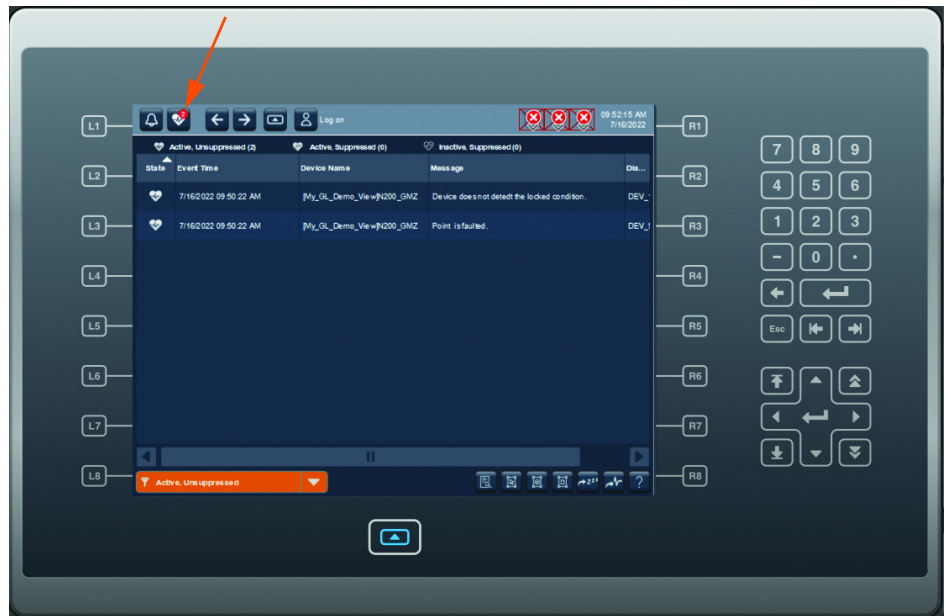 2
Log on
09:52:15 AM
7/16/2022
Active, Unsuppressed (2)
Active, Suppressed (0)
Inactive, Suppressed (0)
State
Event Time
Device Name
Message
Dia...
7/16/2022 09:50:22 AM
[My_GL_Demo_View]N200_GMZ
Device does not detedt the locked condition.
DEV_
7/16/2022 09:50:22 AM
[My_GL_Demo_View]N200_GMZ
Point is faulted.
DEV_S
Active, Unsuppressed
zzz
?
L1
L2
L3
L4
L5
L6
L7
L8
R1
R2
R3
R4
R5
R6
R7
R8
7 8 9
4 5 6
1 2 3
- 0 .
Esc